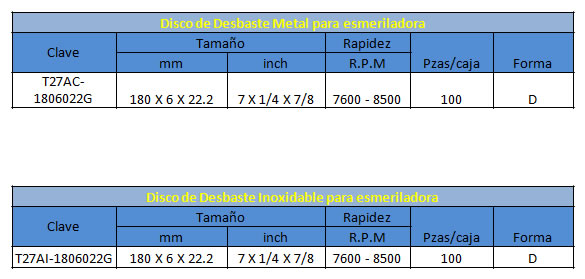 Disco de Desbaste Metal para esmeriladora
Clave Tamaño Rapidez Pzas/caja Forma
mm inch R.P.M
T27AC-
1806022G 180 X 6 X 22.2 7 X 1/4 X 7/8 7600 - 8500 100 D
Disco de Desbaste Inoxidable para esmeriladora
Clave Tamaño Rapidez Pzas/caja Forma
mm inch R.P.M
T27AI-1806022G 180 X 6 X 22.2 7 X 1/4 X 7/8 7600 - 8500 100 D